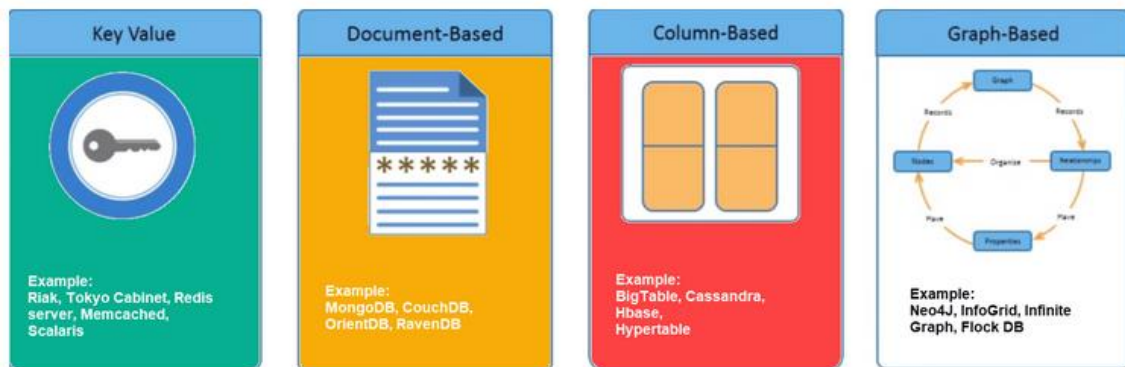 Key Value
Example:
Riak, Tokyo Cabinet, Redis
server, Memcached,
Scalaris
Document-Based
*****
Example:
MongoDB, CouchDB,
OrientDB, RavenDB
Column-Based
Example:
BigTable, Cassandra,
Hbase,
Hypertable
Graph-Based
Graph
Records
Records
Nodes
Organise
Relationships
Have
Have
Properties
Example:
Neo4J, InfoGrid, Infinite
Graph, Flock DB